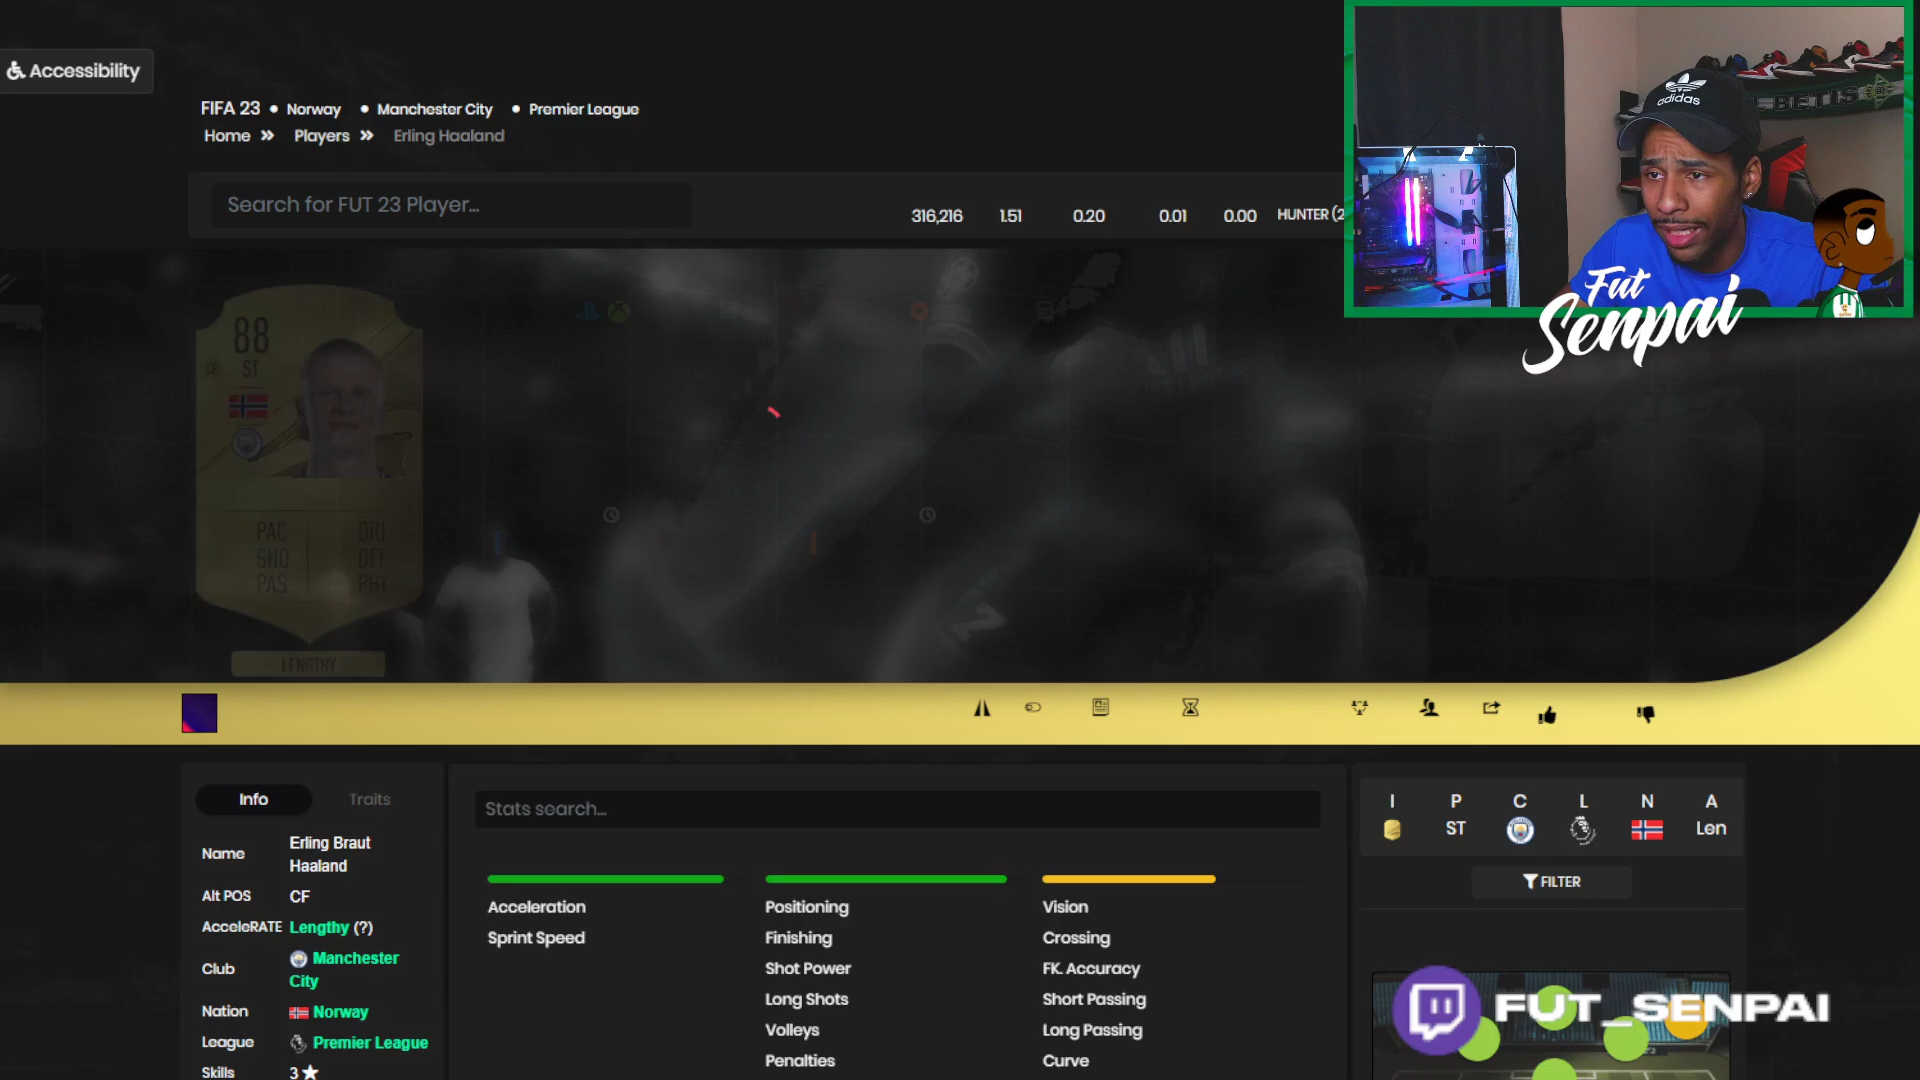 Accessibility
FIFA 23 • Norway • Manchester City • Premier League
Home » Players » Erling Haaland
Search for FUT 23 Player...
316,216 1.51 0.20 0.01 0.00 HUNTER (2
adidas
BETIS
Fut
Senpai
88
CF ST
PAC DRI
SHO DEF
PAS PHY
LENGTHY
Info Traits
Name Erling Braut
Haaland
Alt POS CF
AcceleRATE Lengthy (?)
Club Manchester
City
Nation Norway
League Premier League
Skills 3★
Stats search...
Acceleration
Sprint Speed
Positioning
Finishing
Shot Power
Long Shots
Volleys
Penalties
Vision
Crossing
FK. Accuracy
Short Passing
Long Passing
Curve
I P C L N A
ST Len
FILTER
FUT_SENPAI